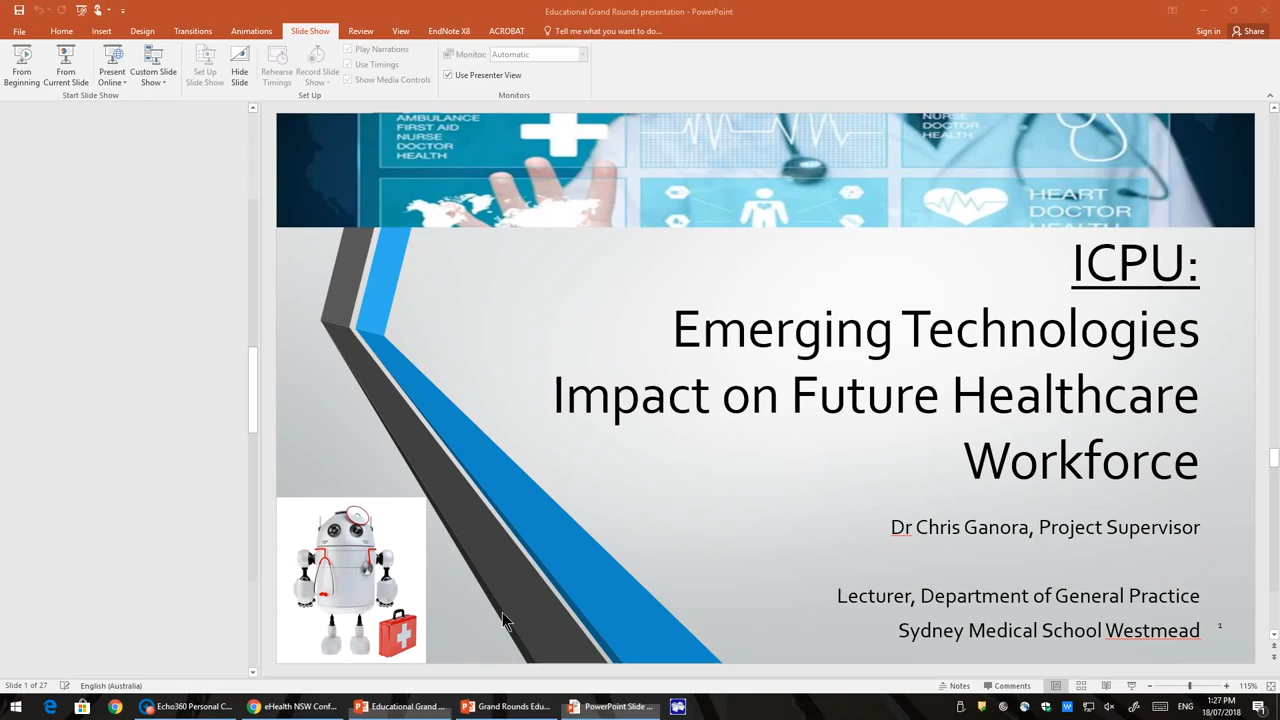 Educational Grand Rounds presentation - PowerPoint
File Home Insert Design Transitions Animations Slide Show Review View EndNote X8 ACROBAT Tell me what you want to do... Sign in Share
From Beginning
From Current Slide
Present Online
Custom Slide Show
Start Slide Show
Set Up Slide Show
Hide Slide
Rehearse Timings
Record Slide Show
Play Narrations
Use Timings
Show Media Controls
Set Up
Monitor: Automatic
Use Presenter View
Monitors
AMBULANCE
FIRST AID
NURSE
DOCTOR
HEALTH
NURSE
DOCTOR
HEALTH
HEART
DOCTOR
HEALTH
ICPU:
Emerging Technologies
Impact on Future Healthcare
Workforce
Dr Chris Ganora, Project Supervisor
Lecturer, Department of General Practice
Sydney Medical School Westmead
1
Slide 1 of 27 English (Australia) Notes Comments 115%
Echo360 Personal C... eHealth NSW Conf... Educational Grand ... Grand Rounds Edu... PowerPoint Slide ... ENG 1:27 PM
18/07/2018